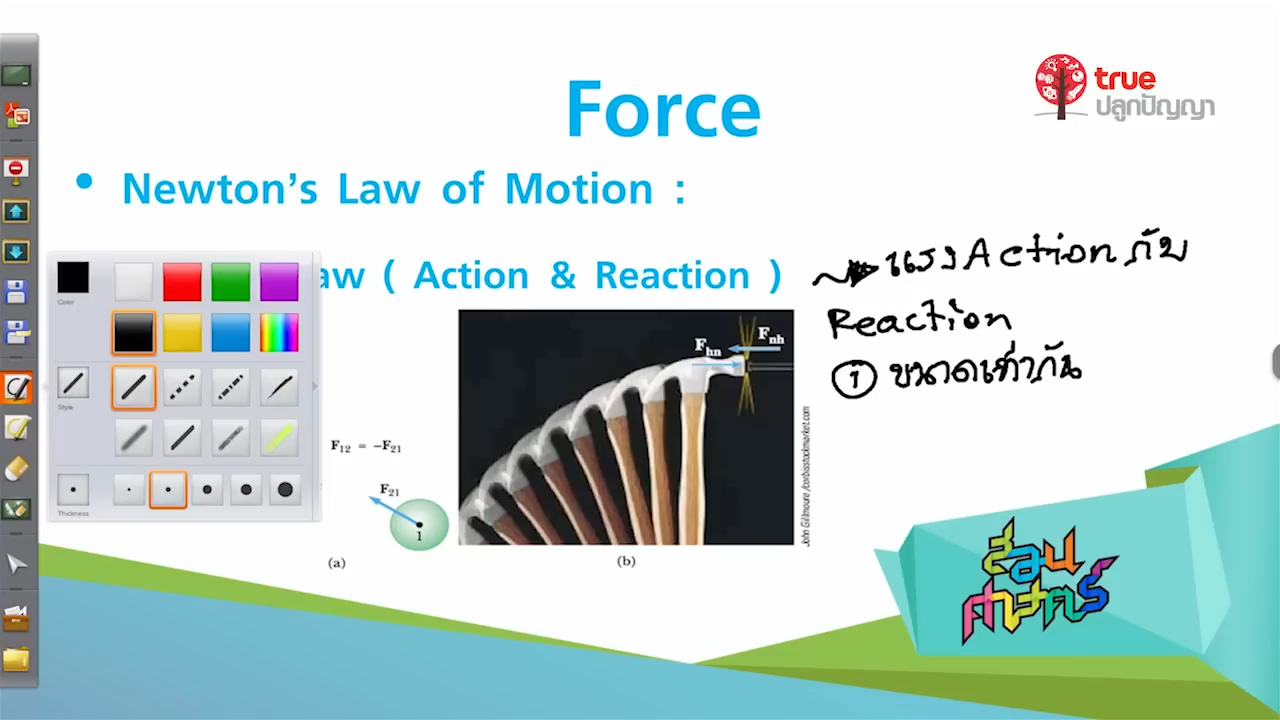 true
ปลูกปัญญา
Force
• Newton's Law of Motion :
aw ( Action & Reaction )
แรง Action กับ
Reaction
① ขนาดเท่ากัน
Color
Style
Thickness
F12 = −F21
F21
1
(a)
Fhn
Fnh
John Gillmoure /corbisstockmarket.com
(b)
สอน
ศาสตร์